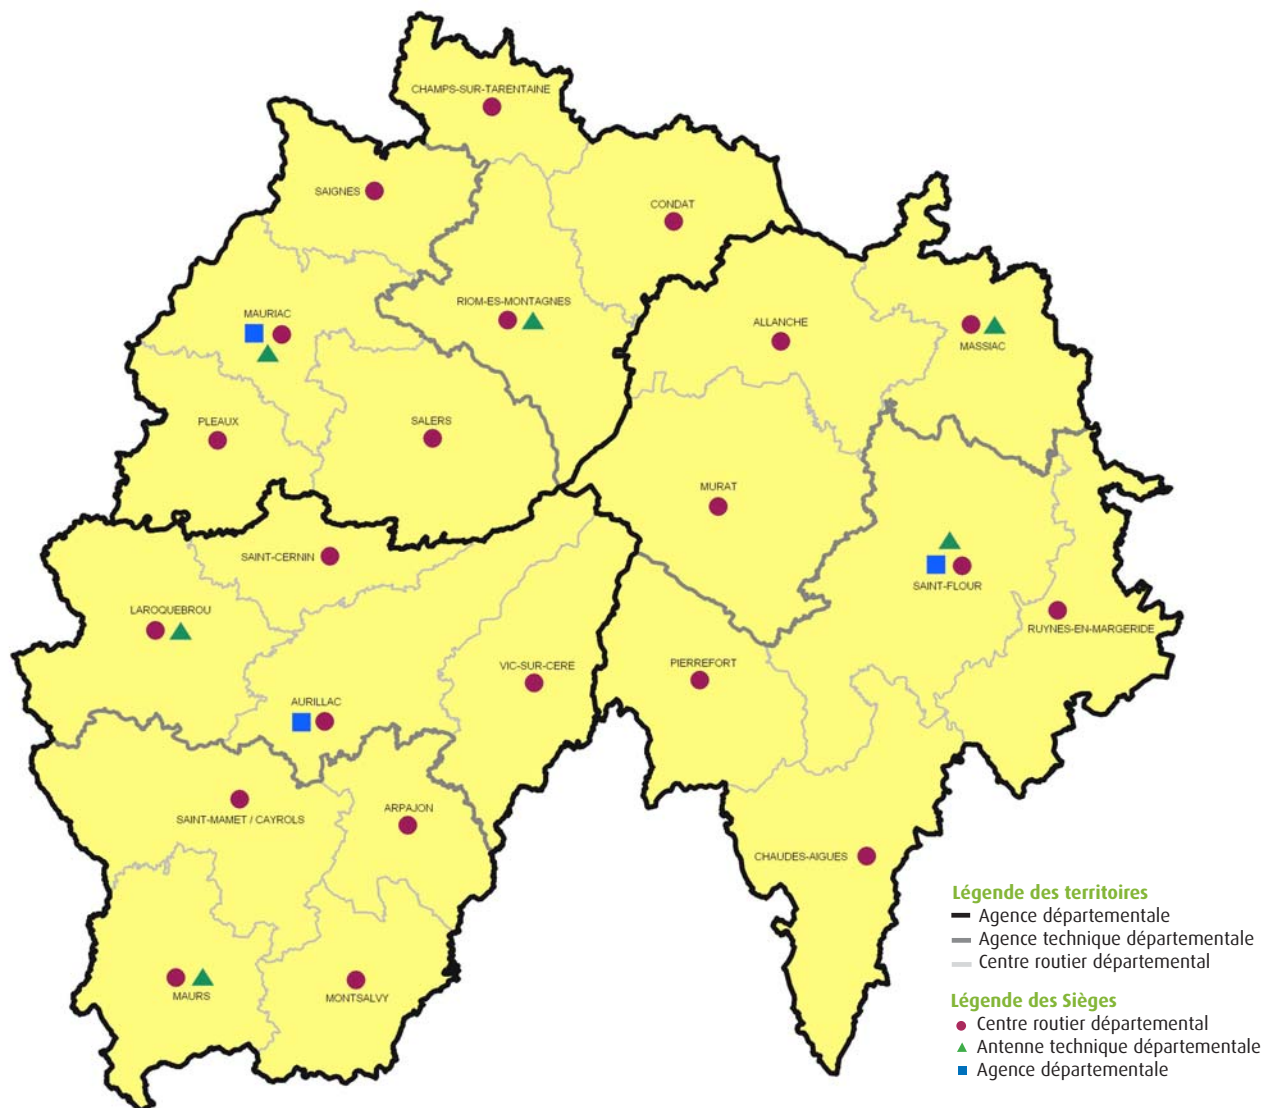 CHAMPS-SUR-TARENTAINE
SAIGNES
CONDAT
MAURIAC
RIOM-ES-MONTAGNES
ALLANCHE
MASSIAC
PLEAUX
SALERS
MURAT
SAINT-CERNIN
SAINT-FLOUR
LAROQUEBROU
RUYNES-EN-MARGERIDE
VIC-SUR-CERE
PIERREFORT
AURILLAC
SAINT-MAMET / CAYROLS
ARPAJON
CHAUDES-AIGUES
MAURS
MONTSALVY
Légende des territoires
Agence départementale
Agence technique départementale
Centre routier départemental
Légende des Sièges
Centre routier départemental
Antenne technique départementale
Agence départementale